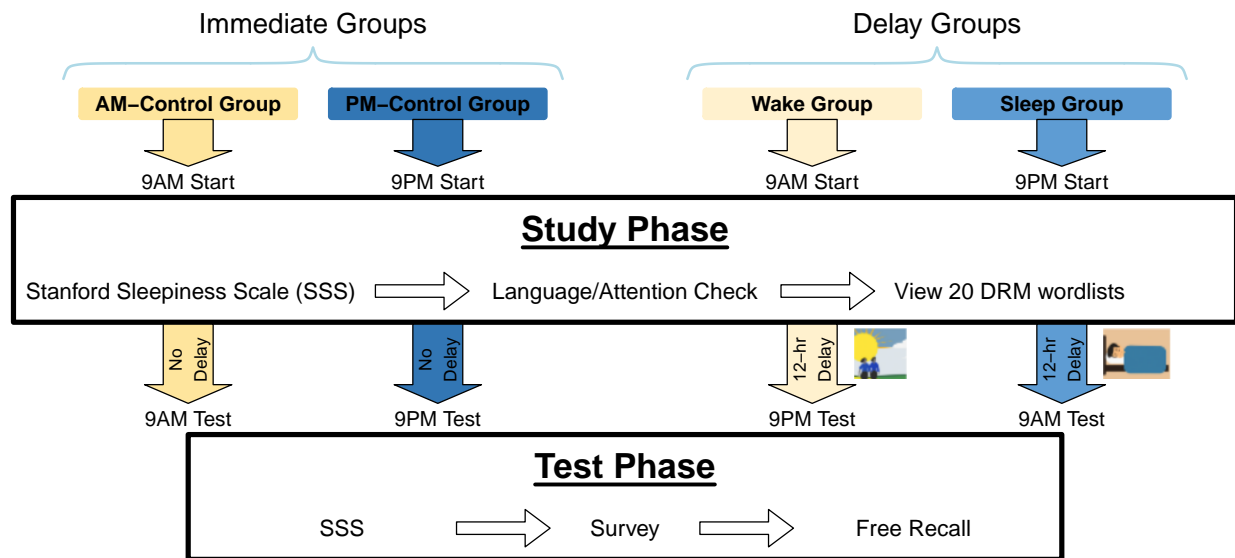 Immediate Groups
Delay Groups
AM−Control Group
PM−Control Group
Wake Group
Sleep Group
9AM Start
9PM Start
9AM Start
9PM Start
Study Phase
Stanford Sleepiness Scale (SSS)
Language/Attention Check
View 20 DRM wordlists
No
Delay
No
Delay
12−hr
Delay
12−hr
Delay
9AM Test
9PM Test
9PM Test
9AM Test
Test Phase
SSS
Survey
Free Recall